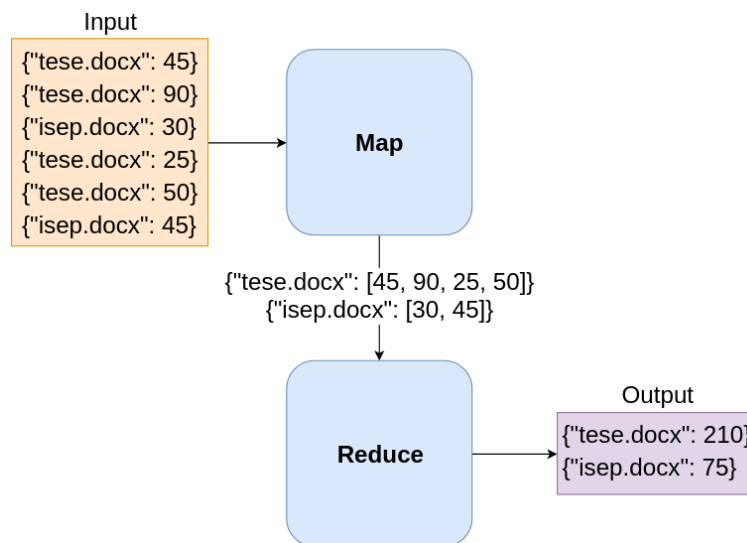 Input
{"tese.docx": 45}
{"tese.docx": 90}
{"isep.docx": 30}
{"tese.docx": 25}
{"tese.docx": 50}
{"isep.docx": 45}
Map
{"tese.docx": [45, 90, 25, 50]}
{"isep.docx": [30, 45]}
Reduce
Output
{"tese.docx": 210}
{"isep.docx": 75}